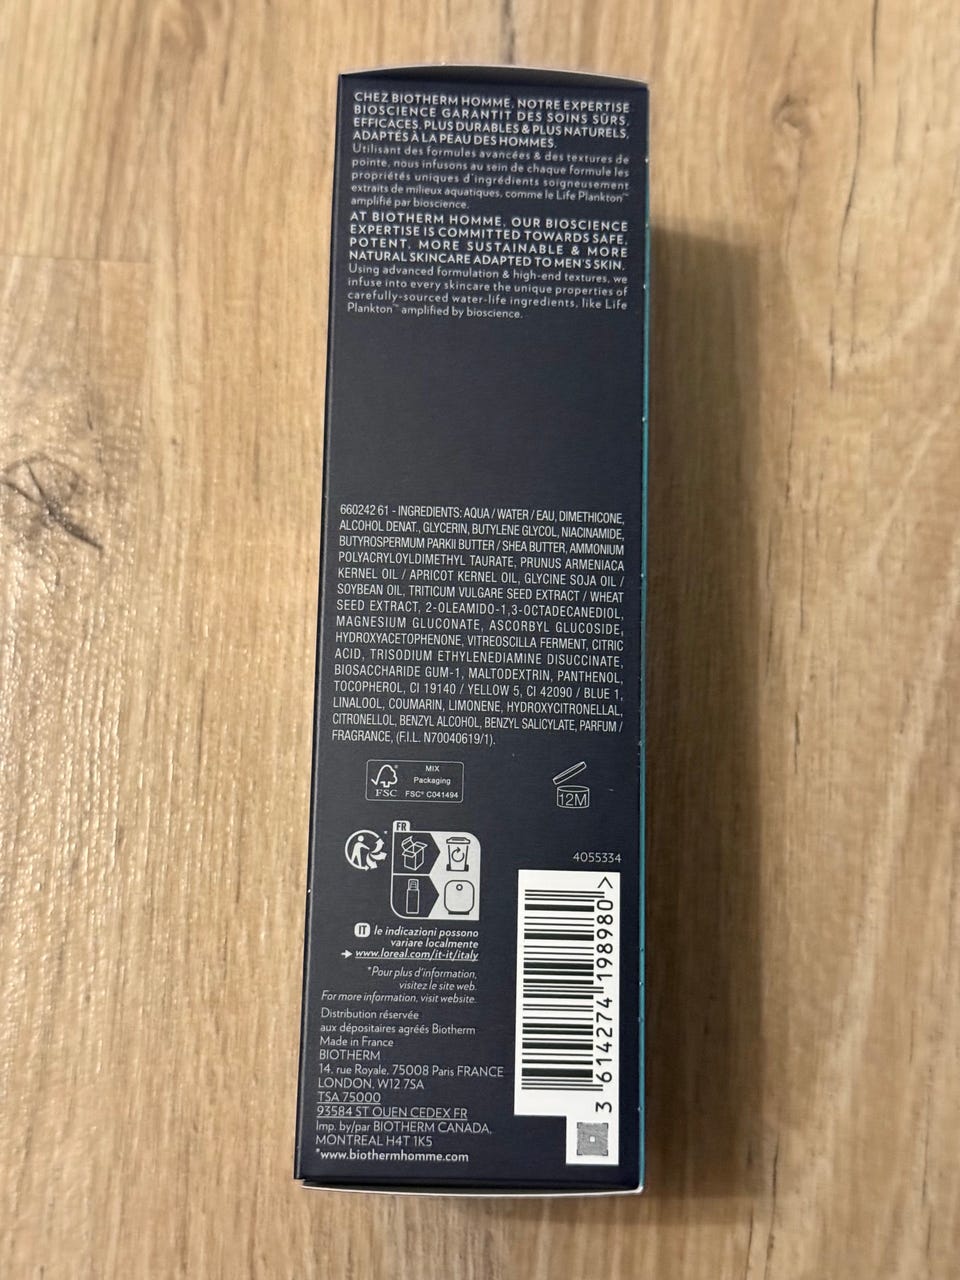 CHEZ BIOTHERM HOMME, NOTRE EXPERTISE
BIOSCIENCE GARANTIT DES SOINS SÛRS,
EFFICACES, PLUS DURABLES & PLUS NATURELS,
ADAPTÉS À LA PEAU DES HOMMES.
Utilisant des formules avancées & des textures de
pointe, nous infusons au sein de chaque formule les
propriétés uniques d'ingrédients soigneusement
extraits de milieux aquatiques, comme le Life Plankton™
amplifié par bioscience.
AT BIOTHERM HOMME, OUR BIOSCIENCE
EXPERTISE IS COMMITTED TOWARDS SAFE,
POTENT, MORE SUSTAINABLE & MORE
NATURAL SKINCARE ADAPTED TO MEN'S SKIN.
Using advanced formulation & high-end textures, we
infuse into every skincare the unique properties of
carefully-sourced water-life ingredients, like Life
Plankton™ amplified by bioscience.
660242 61 - INGREDIENTS: AQUA / WATER / EAU, DIMETHICONE,
ALCOHOL DENAT., GLYCERIN, BUTYLENE GLYCOL, NIACINAMIDE,
BUTYROSPERMUM PARKII BUTTER / SHEA BUTTER, AMMONIUM
POLYACRYLOYLDIMETHYL TAURATE, PRUNUS ARMENIACA
KERNEL OIL / APRICOT KERNEL OIL, GLYCINE SOJA OIL /
SOYBEAN OIL, TRITICUM VULGARE SEED EXTRACT / WHEAT
SEED EXTRACT, 2-OLEAMIDO-1,3-OCTADECANEDIOL,
MAGNESIUM GLUCONATE, ASCORBYL GLUCOSIDE,
HYDROXYACETOPHENONE, VITREOSCILLA FERMENT, CITRIC
ACID, TRISODIUM ETHYLENEDIAMINE DISUCCINATE,
BIOSACCHARIDE GUM-1, MALTODEXTRIN, PANTHENOL,
TOCOPHEROL, CI 19140 / YELLOW 5, CI 42090 / BLUE 1,
LINALOOL, COUMARIN, LIMONENE, HYDROXYCITRONELLAL,
CITRONELLOL, BENZYL ALCOHOL, BENZYL SALICYLATE, PARFUM /
FRAGRANCE, (F.I.L. N70040619/1).
FSC®
MIX
Packaging
FSC® C041494
12M
FR
4055334
IT le indicazioni possono
variare localmente
➔ www.loreal.com/it-it/italy
*Pour plus d'information,
visitez le site web.
For more information, visit website.
Distribution réservée
aux dépositaires agréés Biotherm
Made in France
BIOTHERM
14, rue Royale, 75008 Paris FRANCE
LONDON, W12 7SA
TSA 75000
93584 ST OUEN CEDEX FR
Imp. by/par BIOTHERM CANADA,
MONTREAL H4T 1K5
*www.biothermhomme.com
3 614274 198980 >